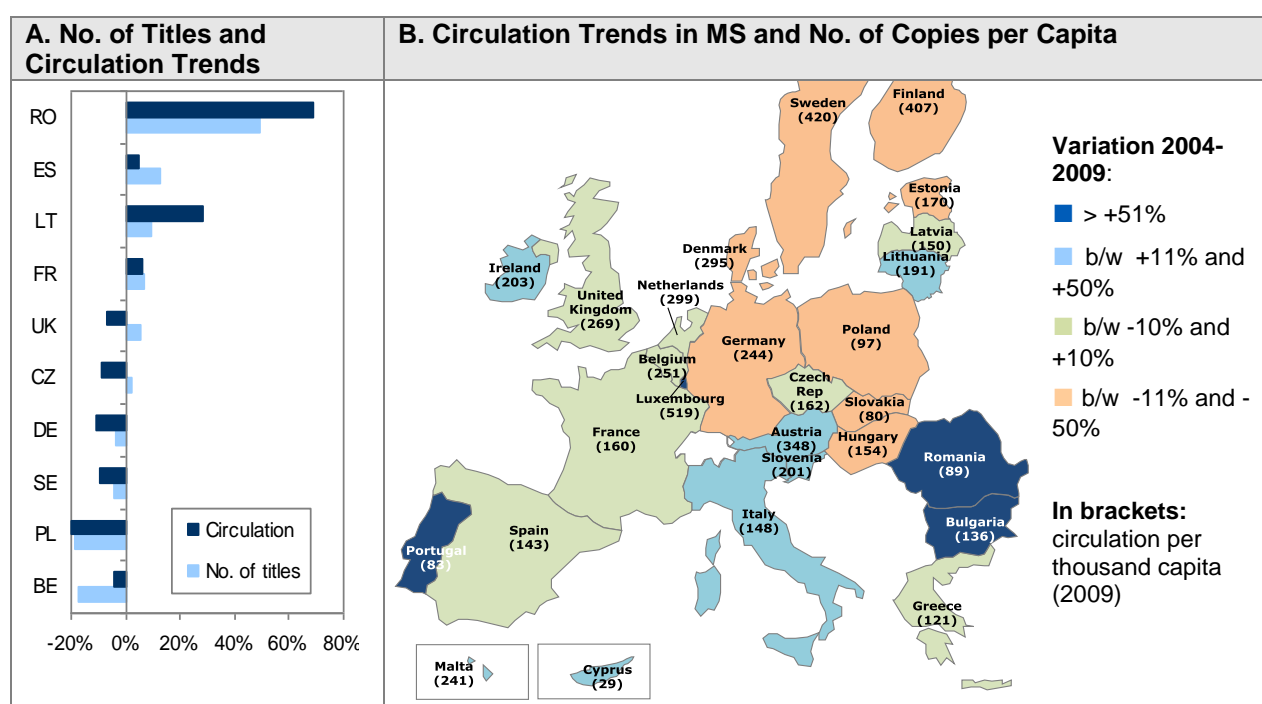 A. No. of Titles and
Circulation Trends
RO
ES
LT
FR
UK
CZ
DE
SE
PL
BE
Circulation
No. of titles
-20%
0%
20%
40%
60%
80%
B. Circulation Trends in MS and No. of Copies per Capita
Sweden
(420)
Finland
(407)
Estonia
(170)
Latvia
(150)
Lithuania
(191)
Denmark
(295)
Ireland
(203)
Netherlands
(299)
United
Kingdom
(269)
Germany
(244)
Poland
(97)
Belgium
(251)
Luxembourg
(519)
Czech
Rep
(162)
Slovakia
(80)
France
(160)
Austria
(348)
Hungary
(154)
Slovenia
(201)
Romania
(89)
Italy
(148)
Bulgaria
(136)
Spain
(143)
Portugal
(83)
Greece
(121)
Malta
(241)
Cyprus
(29)
Variation 2004-
2009:
> +51%
b/w +11% and
+50%
b/w -10% and
+10%
b/w -11% and -
50%
In brackets:
circulation per
thousand capita
(2009)